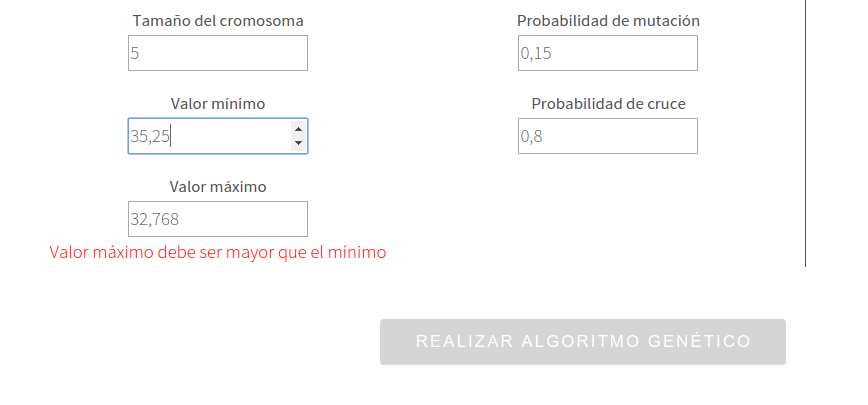 Tamaño del cromosoma
5
Valor mínimo
35,25
Valor máximo
32,768
Valor máximo debe ser mayor que el mínimo
Probabilidad de mutación
0,15
Probabilidad de cruce
0,8
REALIZAR ALGORITMO GENÉTICO